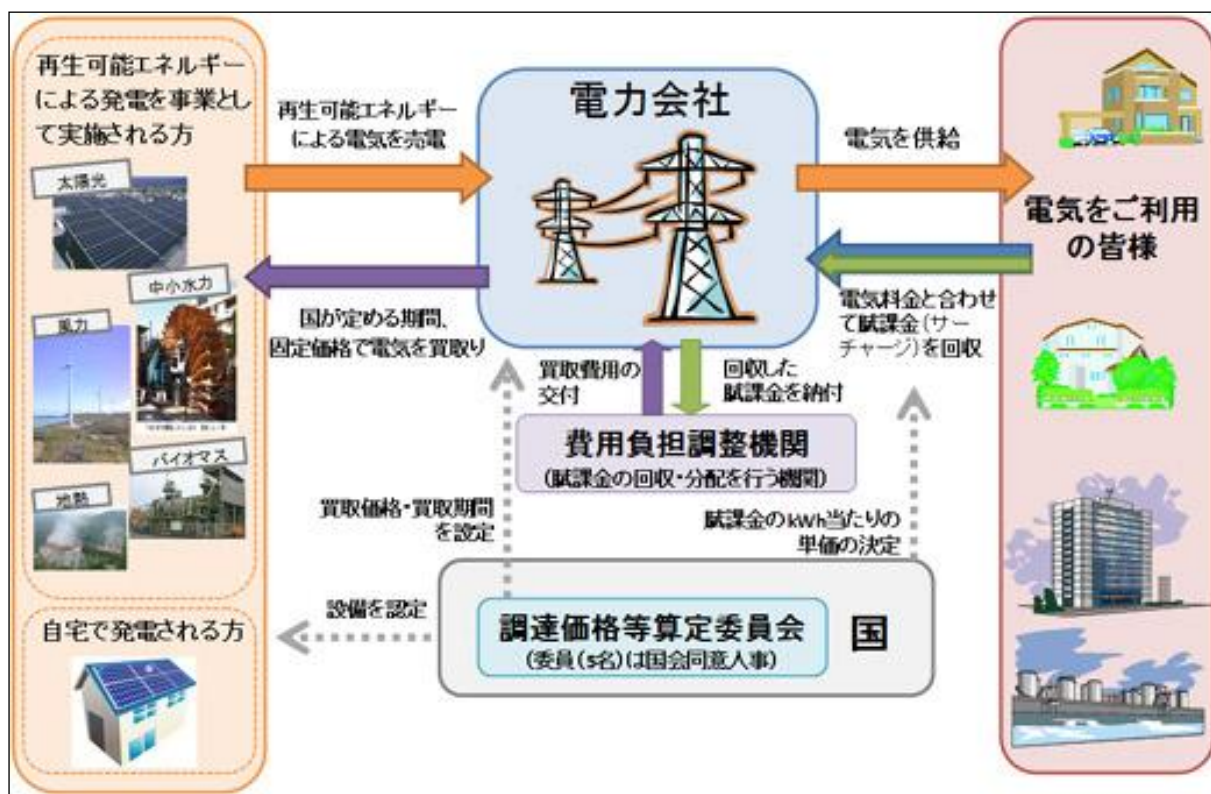 再生可能エネルギー
による発電を事業とし
て実施される方
太陽光
中小水力
風力
バイオマス
地熱
自宅で発電される方
再生可能エネルギー
による電気を売電
国が定める期間、
固定価格で電気を買取り
電力会社
電気を供給
電気料金と合わせ
て賦課金(サー
チャージ)を回収
電気をご利用
の皆様
買取費用の
交付
回収した
賦課金を納付
費用負担調整機関
(賦課金の回収・分配を行う機関)
買取価格・買取期間
を設定
賦課金のkWh当たりの
単価の決定
設備を認定
調達価格等算定委員会
(委員(5名)は国会同意人事)
国